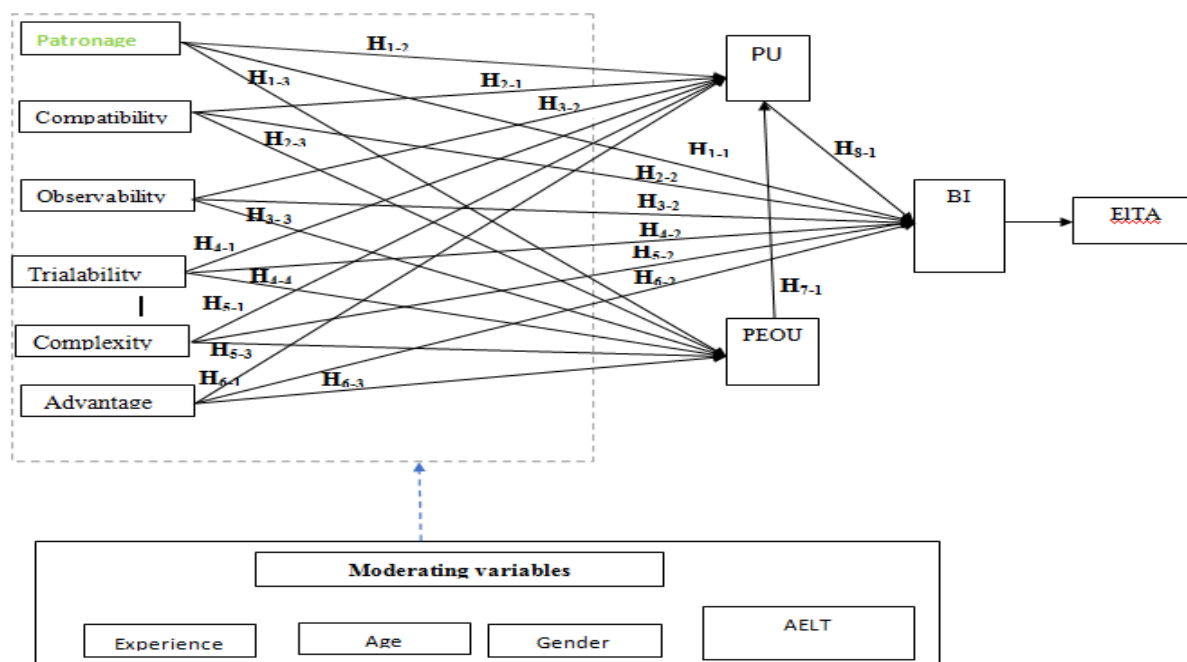 Patronage
H1-2
PU
H1-3
H2-1
Compatibility
H3-2
H2-3
H1-1
H8-1
H2-2
Observability
BI
H3-2
EITA
H3-3
H4-1
H4-2
Trialability
H5-2
H4-4
H6-2
H7-1
H5-1
Complexity
PEOU
H5-3
H6-1
H6-3
Advantage
Moderating variables
AELT
Experience
Age
Gender